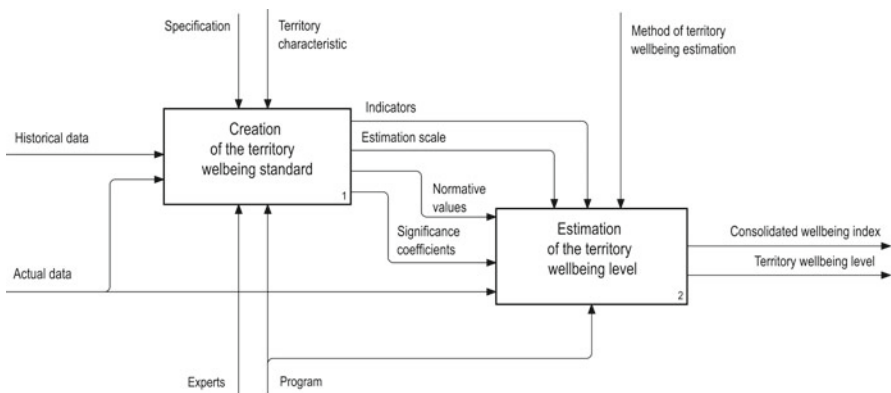 Specification
Territory
characteristic
Method of territory
wellbeing estimation
Historical data
Creation
of the territory
welbeing standard
1
Indicators
Estimation scale
Normative
values
Significance
coefficients
Actual data
Estimation
of the territory
wellbeing level
2
Consolidated wellbeing index
Territory wellbeing level
Experts
Program